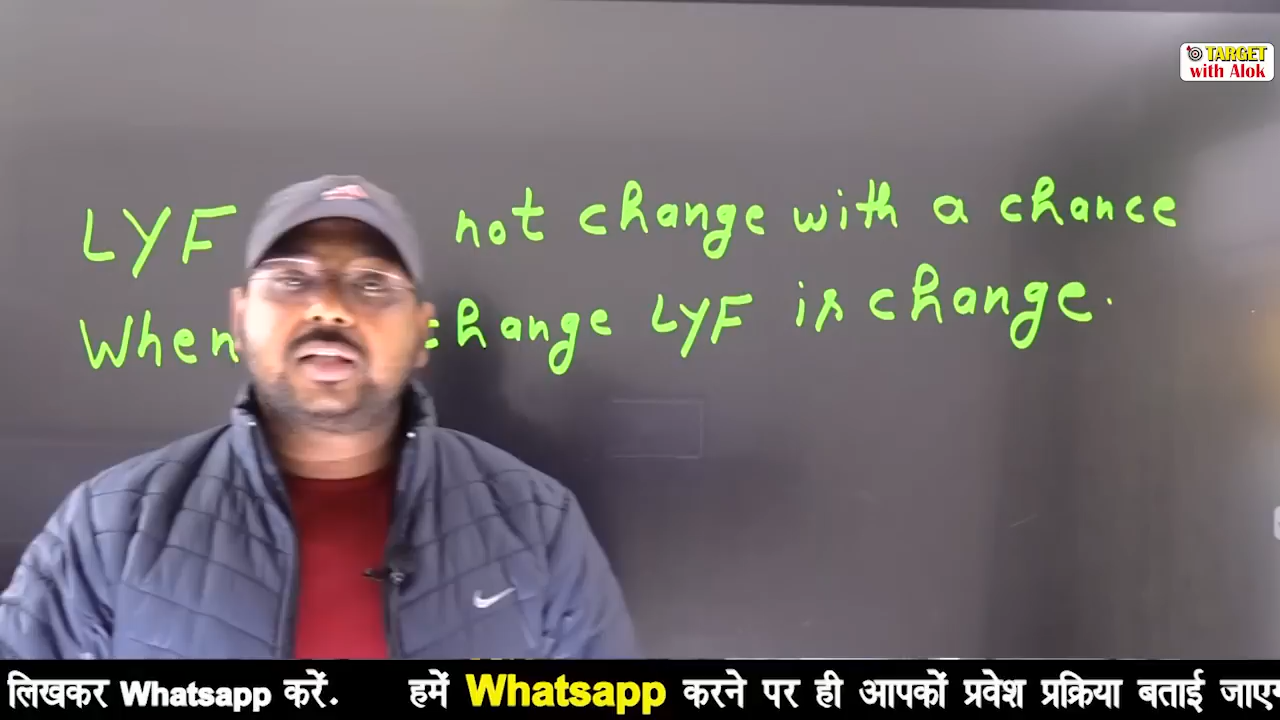 TARGET
with Alok
LYF not change with a chance
When change LYF is change.
लिखकर Whatsapp करें. हमें Whatsapp करने पर ही आपकों प्रवेश प्रक्रिया बताई जाए